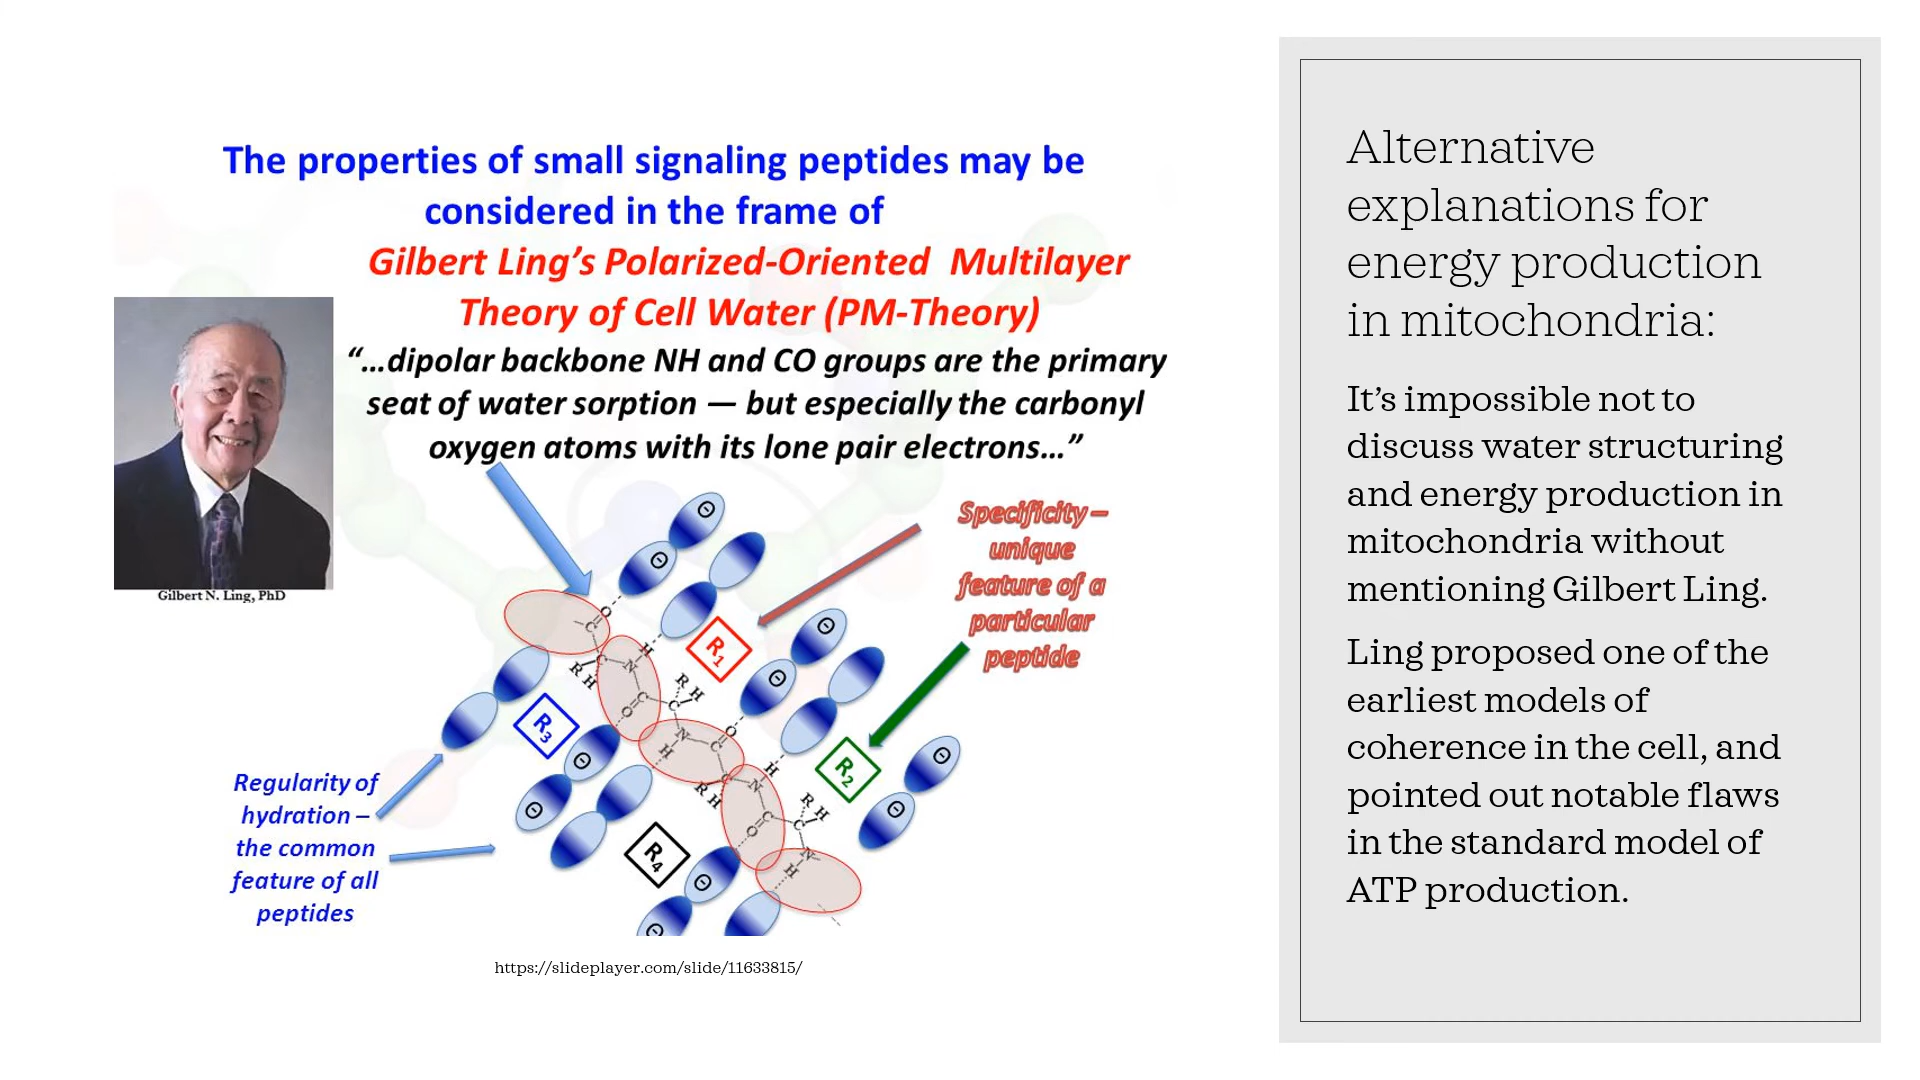 The properties of small signaling peptides may be
considered in the frame of
Gilbert Ling’s Polarized-Oriented Multilayer
Theory of Cell Water (PM-Theory)
“…dipolar backbone NH and CO groups are the primary
seat of water sorption — but especially the carbonyl
oxygen atoms with its lone pair electrons…”
Gilbert N. Ling, PhD
Specificity –
unique
feature of a
particular
peptide
R1
R2
R3
R4
Θ
Θ
Θ
Θ
Θ
Θ
Θ
Θ
Θ
Θ
O
C
C
H
N
R H
C
O
R H
C
N
H
O
C
C
R H
H
N
C
O
R H
C
N
H
Regularity of
hydration –
the common
feature of all
peptides
https://slideplayer.com/slide/11633815/
Alternative
explanations for
energy production
in mitochondria:
It’s impossible not to
discuss water structuring
and energy production in
mitochondria without
mentioning Gilbert Ling.
Ling proposed one of the
earliest models of
coherence in the cell, and
pointed out notable flaws
in the standard model of
ATP production.